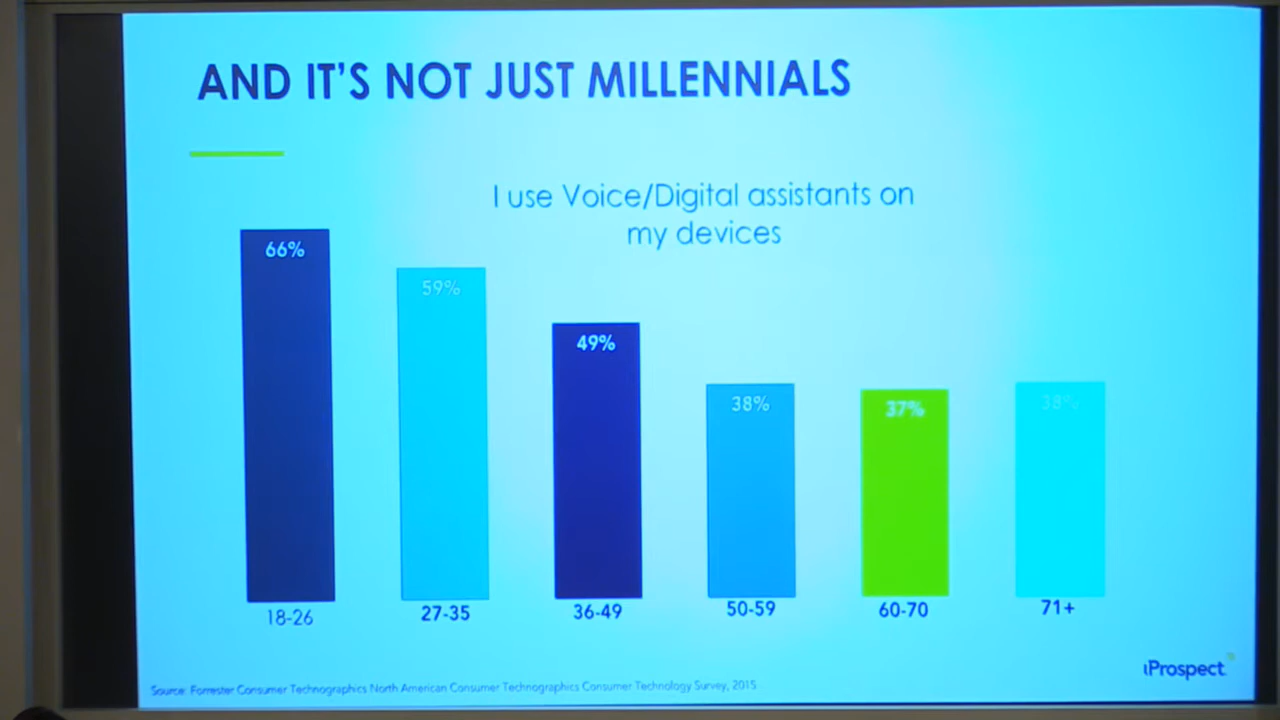 AND IT'S NOT JUST MILLENNIALS
I use Voice/Digital assistants on
my devices
66%
59%
49%
38%
37%
38%
18-26
27-35
36-49
50-59
60-70
71+
iProspect
Source: Forrester Consumer Technographics North American Consumer Technographics Consumer Technology Survey, 2015